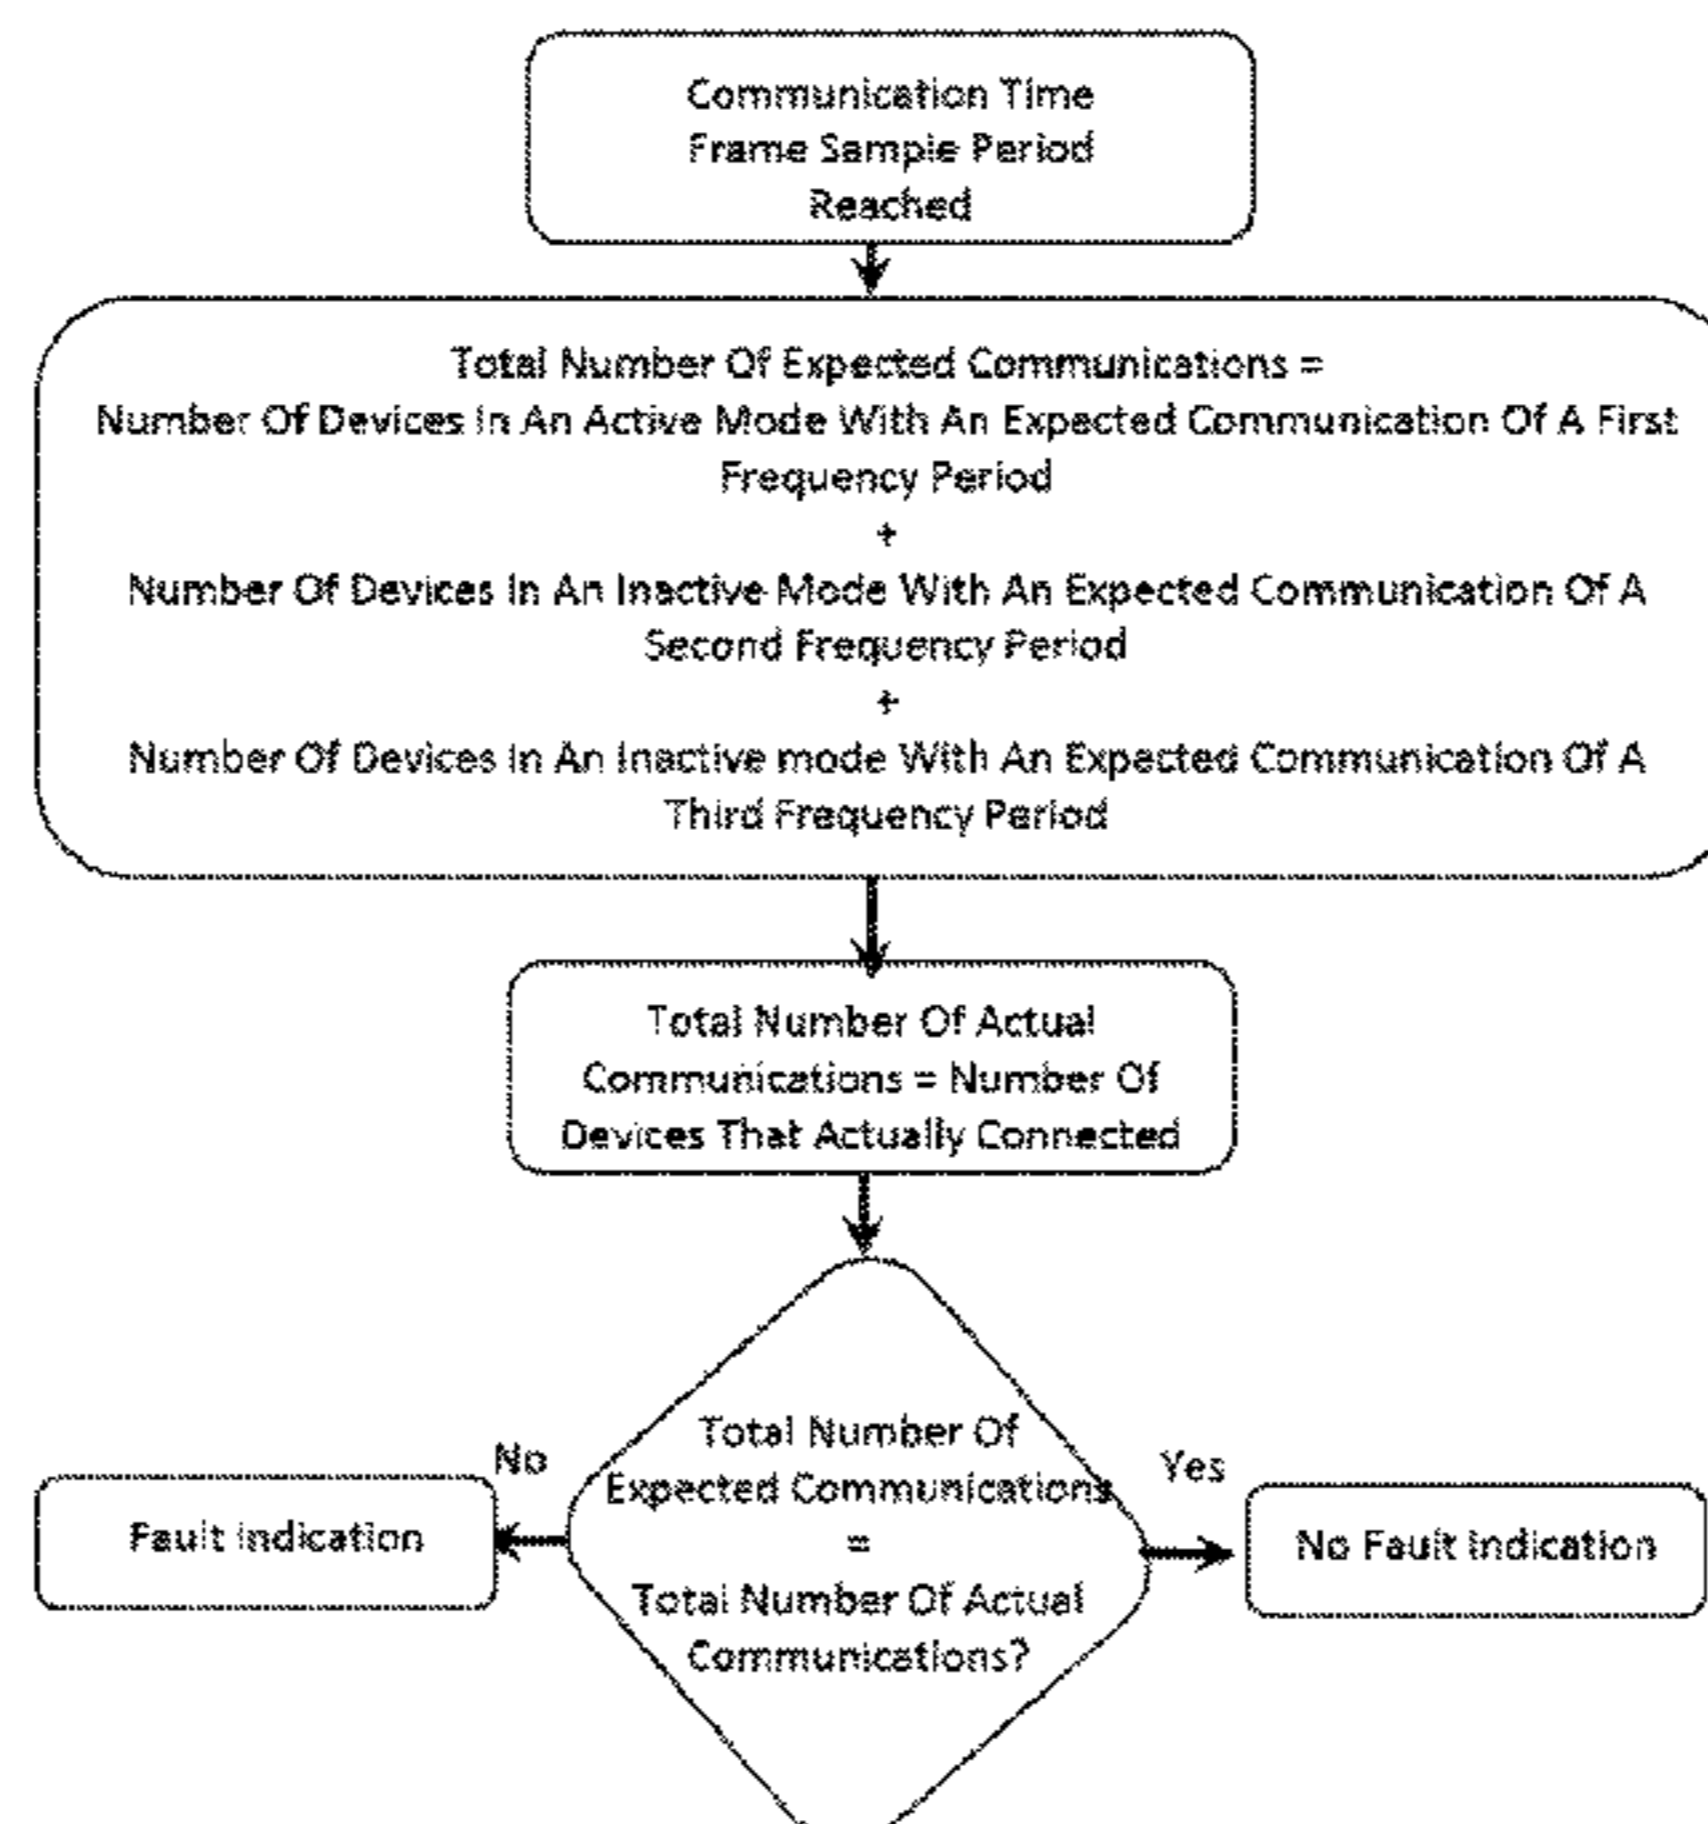 Communication Time
Frame Sample Period
Reached
Total Number Of Expected Communications =
Number Of Devices In An Active Mode With An Expected Communication Of A First
Frequency Period
+
Number Of Devices In An Inactive Mode With An Expected Communication Of A
Second Frequency Period
+
Number Of Devices In An Inactive mode With An Expected Communication Of A
Third Frequency Period
Total Number Of Actual
Communications = Number Of
Devices That Actually Connected
Total Number Of
Expected Communications
=
Total Number Of Actual
Communications?
No
Fault Indication
Yes
No Fault Indication